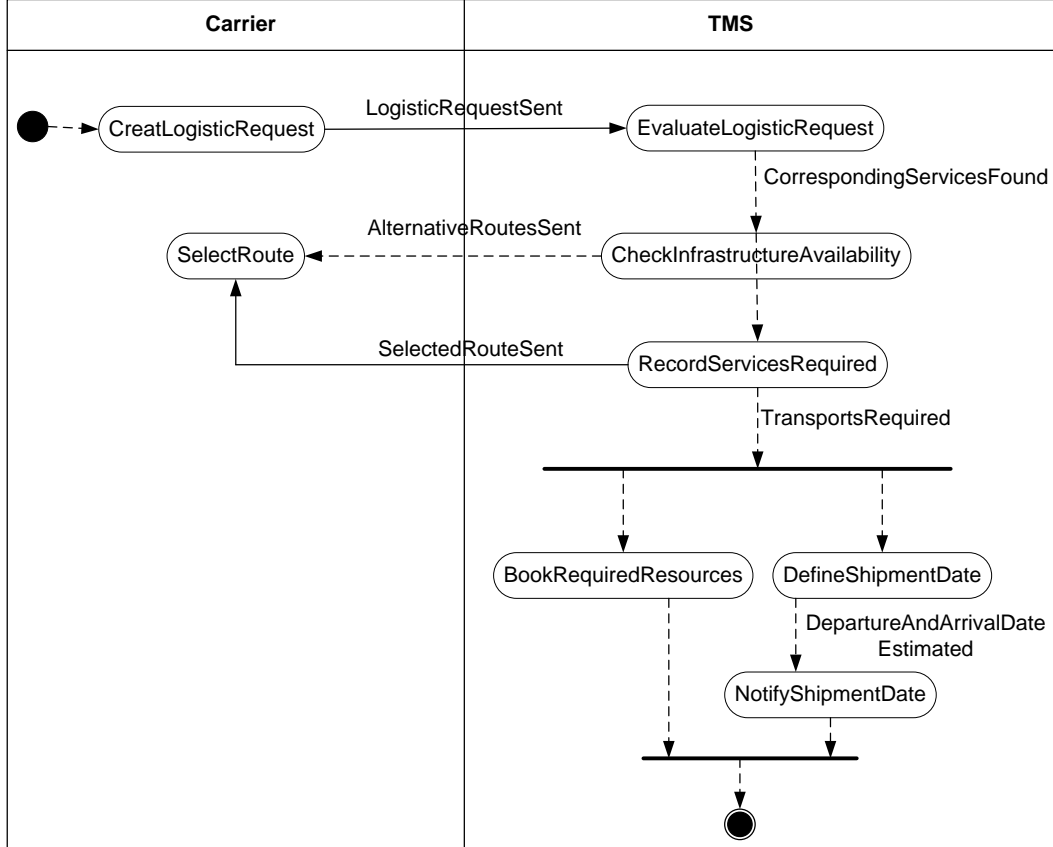 Carrier
TMS
LogisticRequestSent
CreatLogisticRequest
EvaluateLogisticRequest
CorrespondingServicesFound
AlternativeRoutesSent
SelectRoute
CheckInfrastructureAvailability
SelectedRouteSent
RecordServicesRequired
TransportsRequired
BookRequiredResources
DefineShipmentDate
DepartureAndArrivalDate
Estimated
NotifyShipmentDate